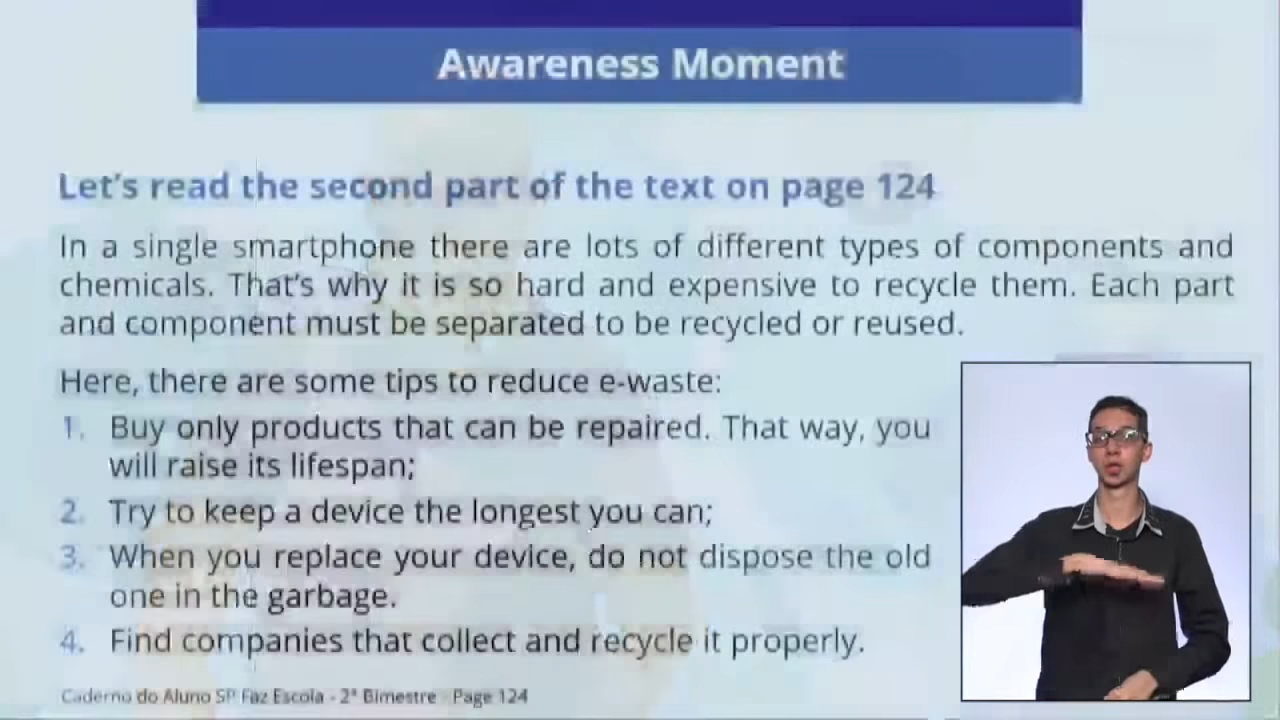 Awareness Moment
Let's read the second part of the text on page 124
In a single smartphone there are lots of different types of components and
chemicals. That's why it is so hard and expensive to recycle them. Each part
and component must be separated to be recycled or reused.
Here, there are some tips to reduce e-waste:
1. Buy only products that can be repaired. That way, you
will raise its lifespan;
2. Try to keep a device the longest you can;
3. When you replace your device, do not dispose the old
one in the garbage.
4. Find companies that collect and recycle it properly.
Caderno do Aluno SP Faz Escola - 2º Bimestre - Page 124